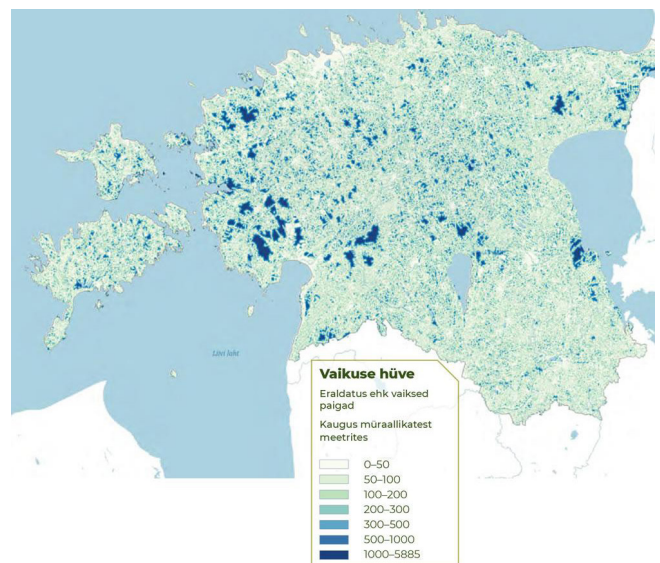 Liivi laht
Vaikuse hüve
Eraldatus ehk vaiksed
paigad
Kaugus müraallikatest
meetrites
0–50
50–100
100–200
200–300
300–500
500–1000
1000–5885